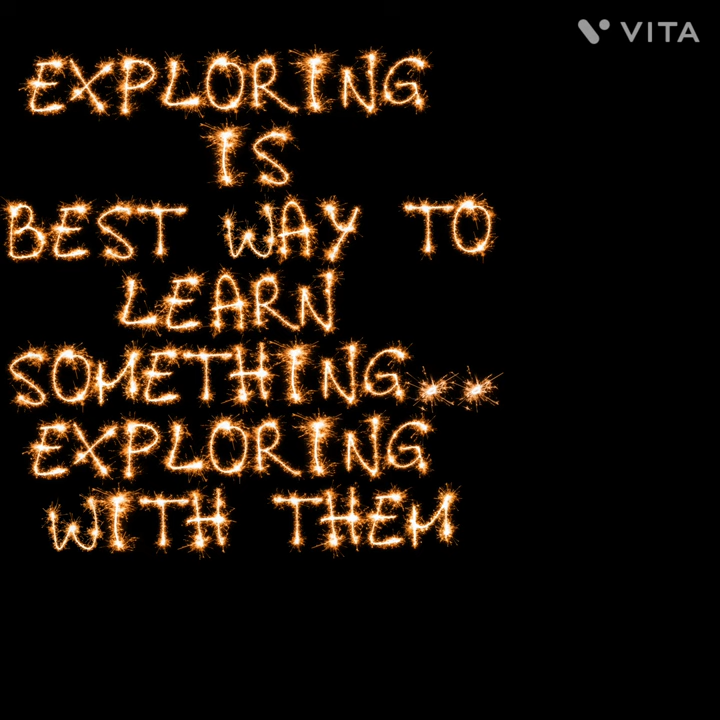 VITA
EXPLORING
IS
BEST WAY TO
LEARN
SOMETHING..
EXPLORING
WITH THEM